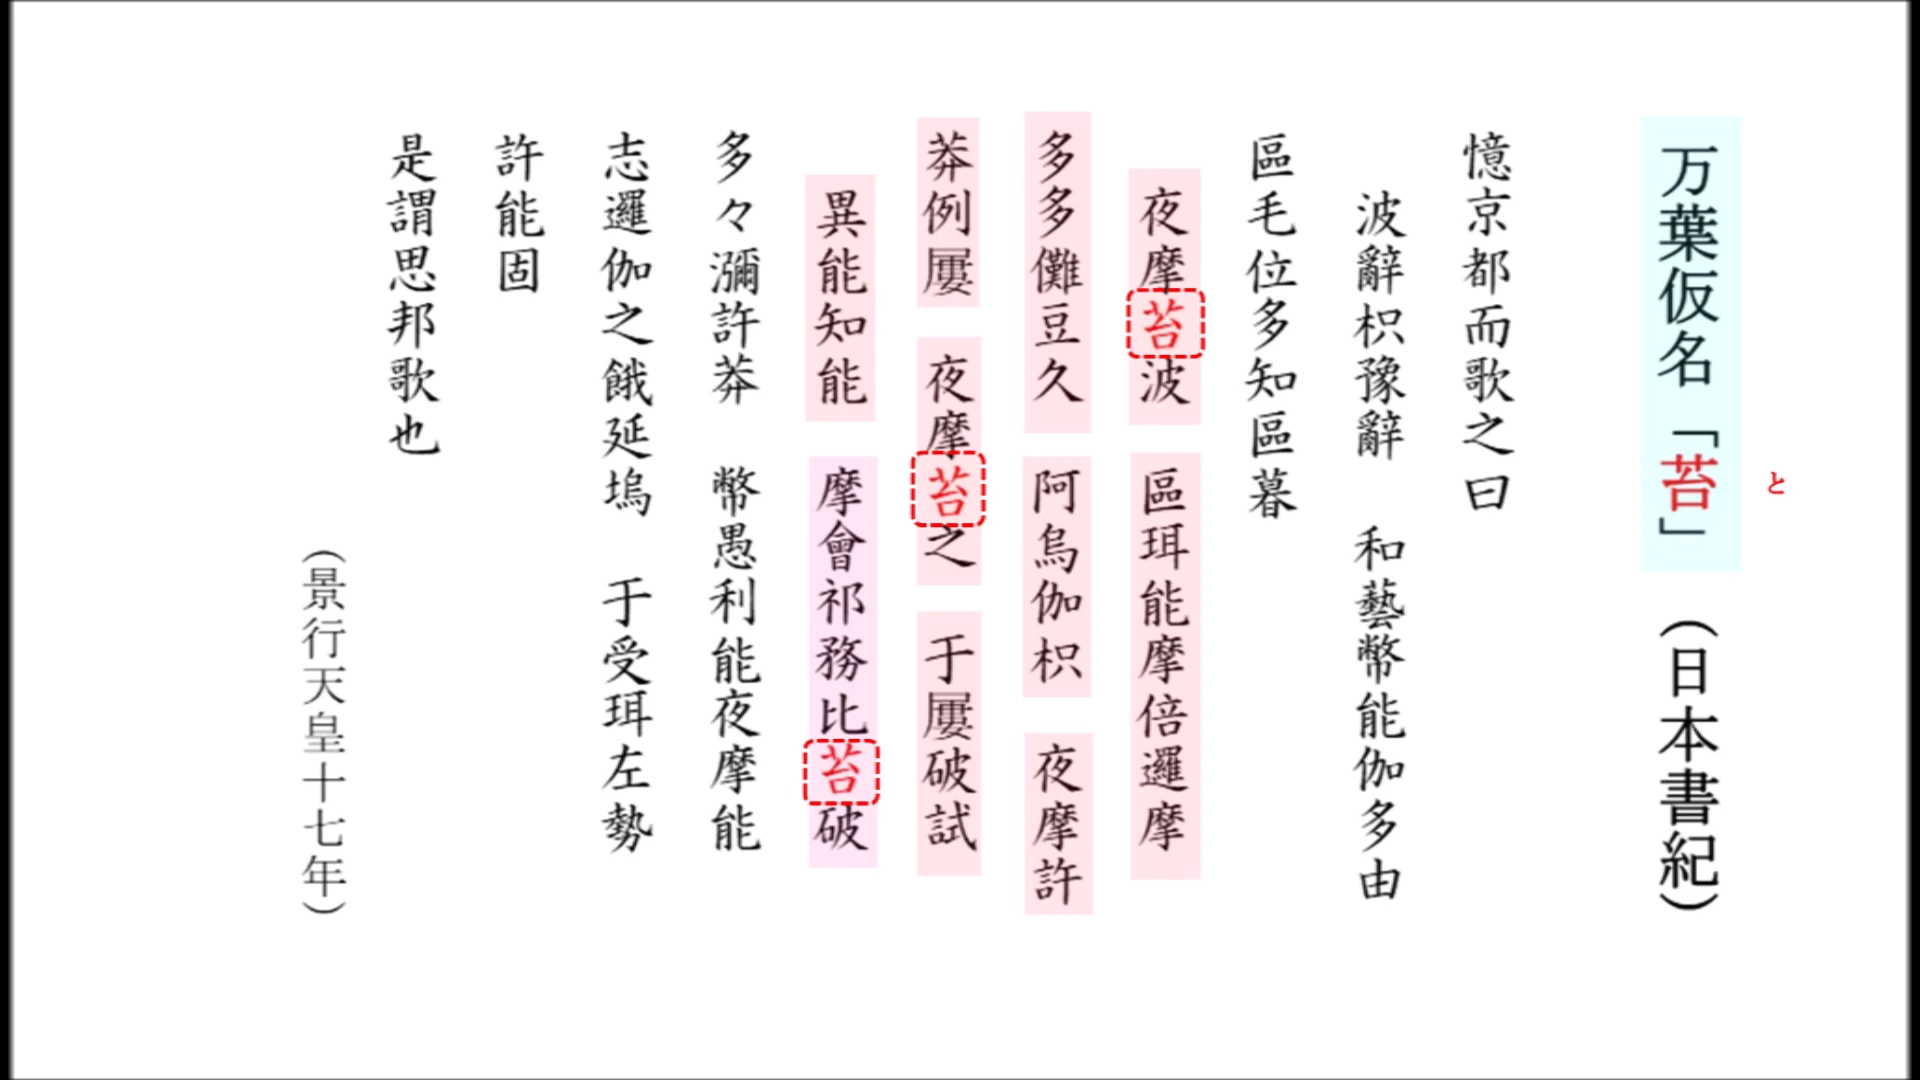 万葉仮名「苔」(日本書紀)
と
憶京都而歌之曰
波辭枳豫辭 和藝幣能伽多由
區毛位多知區暮
夜摩苔波 區珥能摩倍邏摩
多多儺豆久 阿烏伽枳 夜摩許
莽例屢 夜摩苔之 于屢破試
異能知能 摩會祁務比苔破
多々瀰許莽 幣愚利能夜摩能
志邏伽之餓延塢 于受珥左勢
許能固
是謂思邦歌也
(景行天皇十七年)